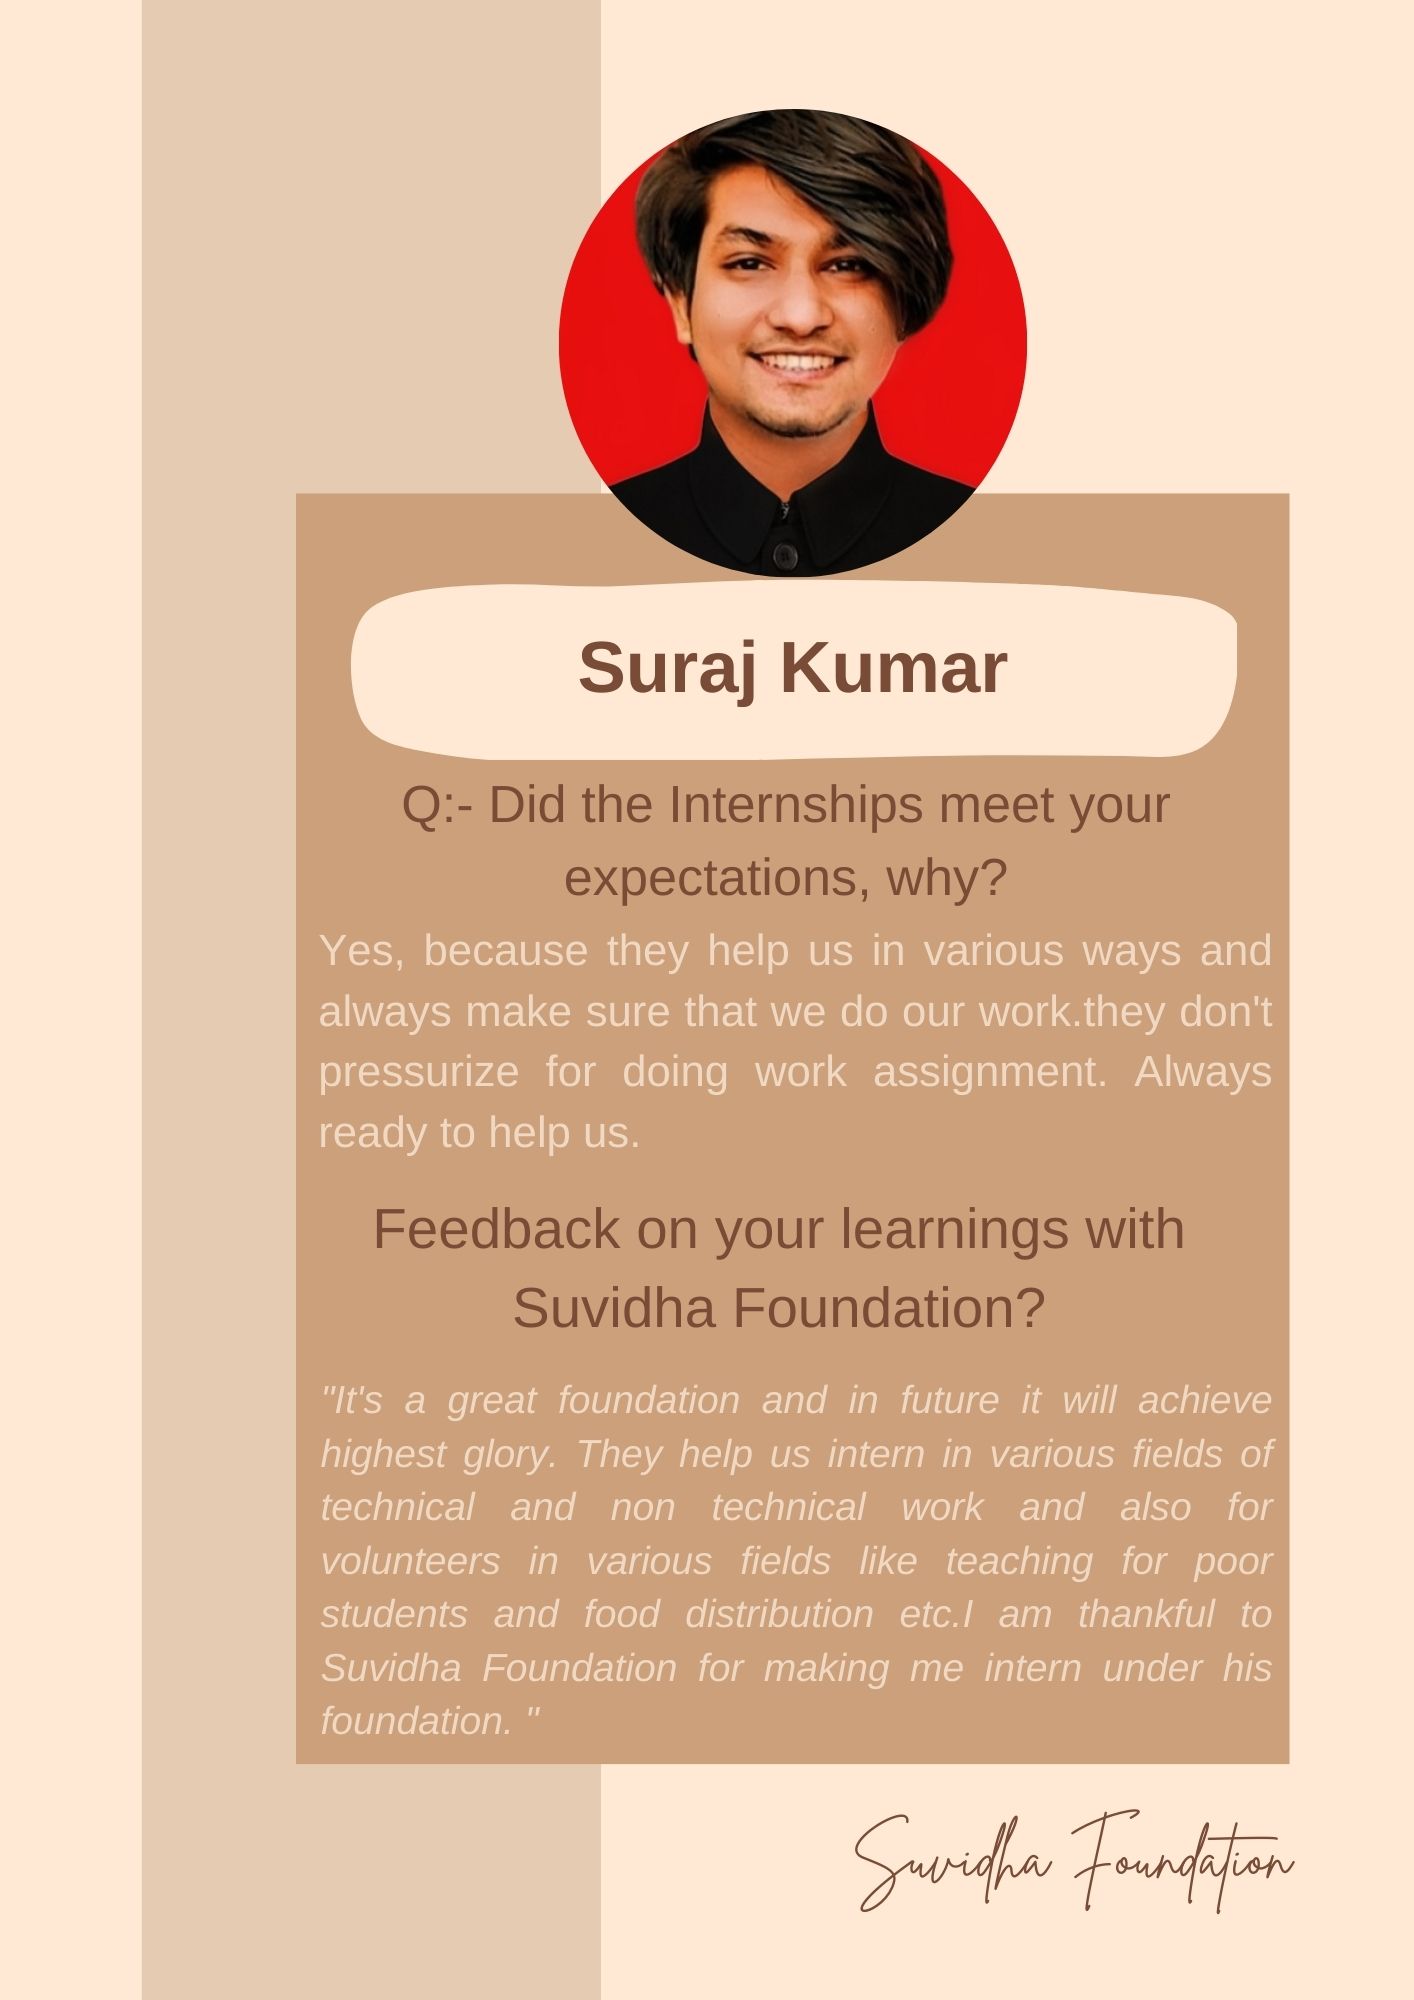 Suraj Kumar
Q:- Did the Internships meet your
expectations, why?
Yes, because they help us in various ways and
always make sure that we do our work.they don't
pressurize for doing work assignment. Always
ready to help us.
Feedback on your learnings with
Suvidha Foundation?
"It's a great foundation and in future it will achieve
highest glory. They help us intern in various fields of
technical and non technical work and also for
volunteers in various fields like teaching for poor
students and food distribution etc.I am thankful to
Suvidha Foundation for making me intern under his
foundation. "
Suvidha Foundation